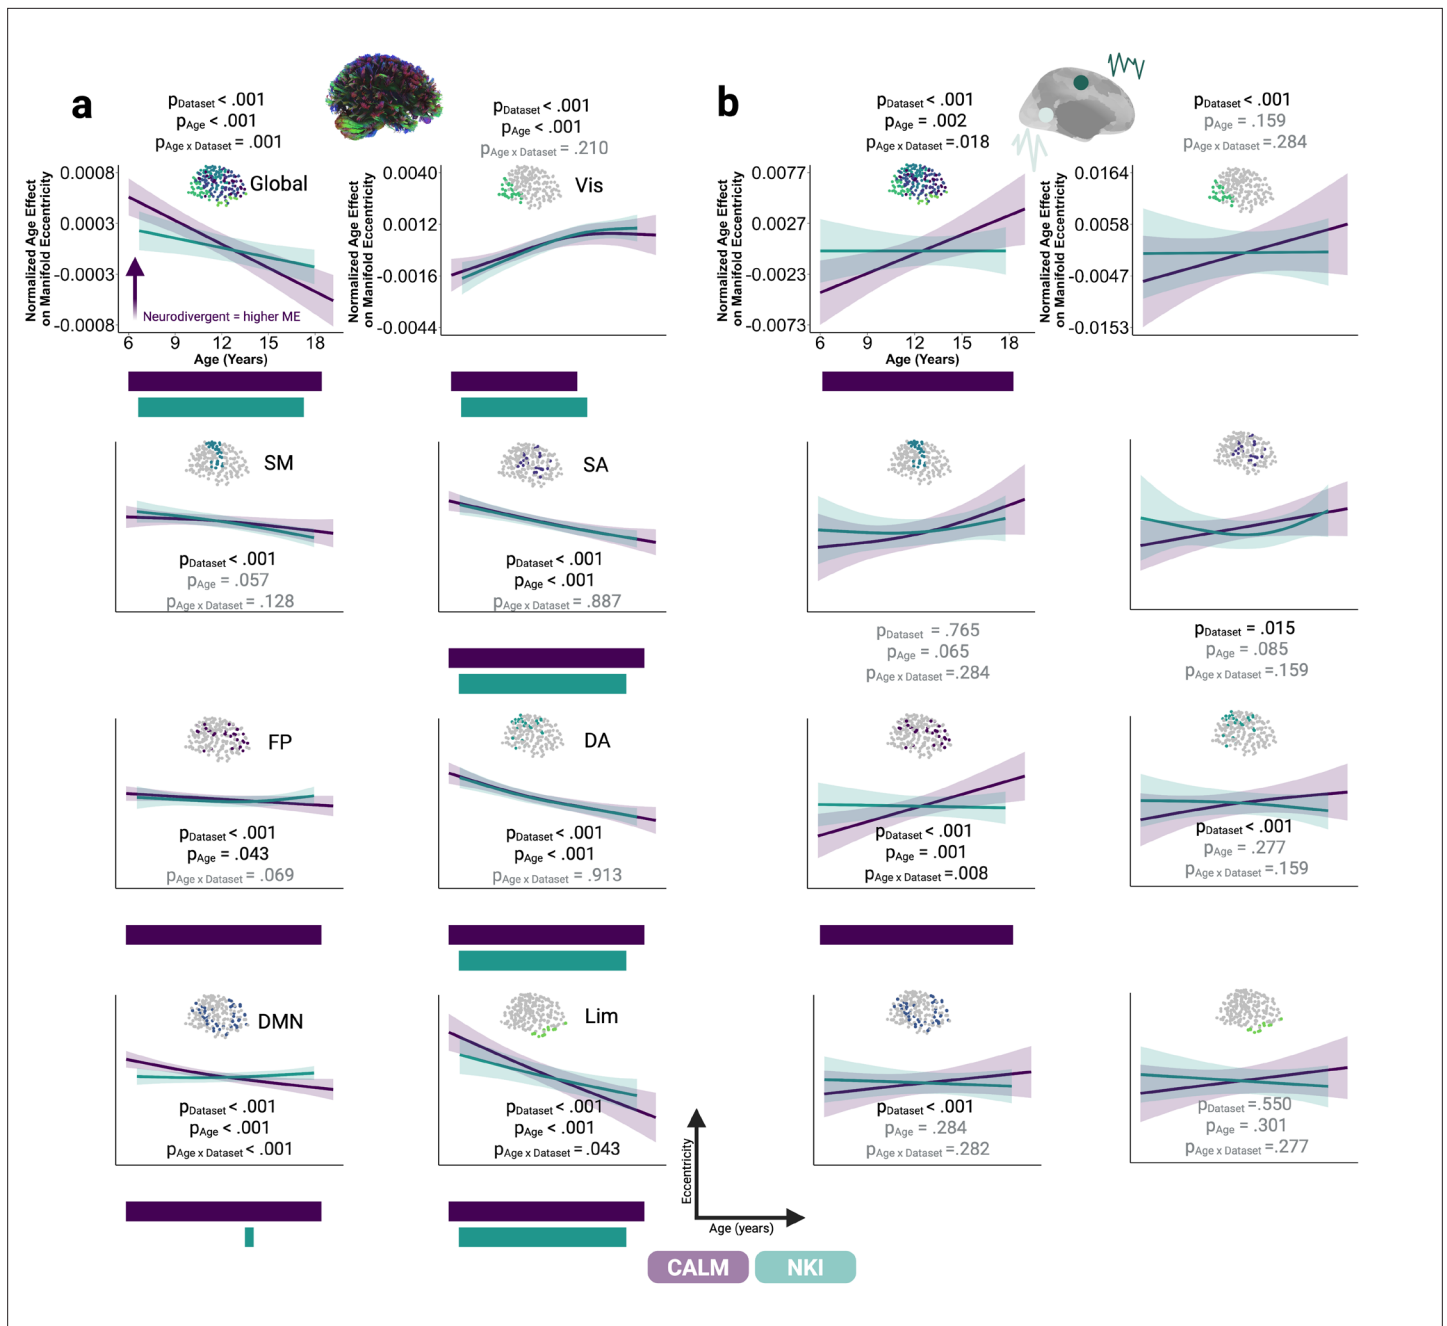 a
pDataset < .001
pAge < .001
pAge x Dataset = .001
pDataset < .001
pAge < .001
pAge x Dataset = .210
Normalized Age Effect
on Manifold Eccentricity
0.0008
0.0003
-0.0003
-0.0008
Global
Neurodivergent = higher ME
6 9 12 15 18
Age (Years)
Normalized Age Effect
on Manifold Eccentricity
0.0040
0.0012
-0.0016
-0.0044
Vis
b
pDataset < .001
pAge = .002
pAge x Dataset = .018
pDataset < .001
pAge = .159
pAge x Dataset = .284
Normalized Age Effect
on Manifold Eccentricity
0.0077
0.0027
-0.0023
-0.0073
6 9 12 15 18
Age (Years)
Normalized Age Effect
on Manifold Eccentricity
0.0164
0.0058
-0.0047
-0.0153
SM
pDataset < .001
pAge = .057
pAge x Dataset = .128
SA
pDataset < .001
pAge < .001
pAge x Dataset = .887
pDataset = .765
pAge = .065
pAge x Dataset =.284
pDataset = .015
pAge = .085
pAge x Dataset =.159
FP
pDataset < .001
pAge = .043
pAge x Dataset = .069
DA
pDataset < .001
pAge < .001
pAge x Dataset = .913
pDataset < .001
pAge = .001
pAge x Dataset =.008
pDataset < .001
pAge = .277
pAge x Dataset =.159
DMN
pDataset < .001
pAge < .001
pAge x Dataset < .001
Lim
pDataset < .001
pAge < .001
pAge x Dataset = .043
pDataset < .001
pAge = .284
pAge x Dataset = .282
pDataset =.550
pAge = .301
pAge x Dataset =.277
Eccentricity
Age (years)
CALM
NKI